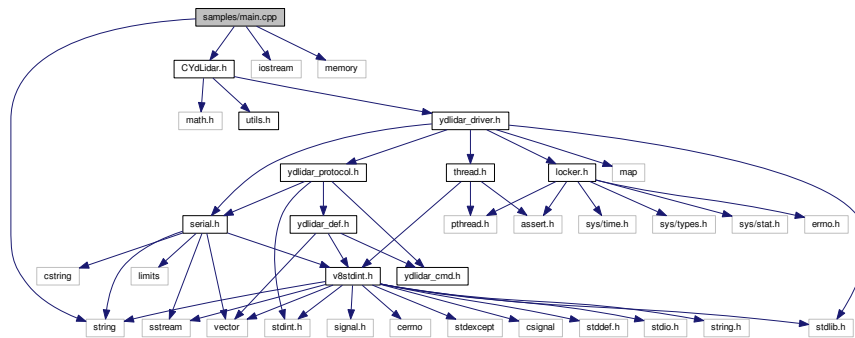 samples/main.cpp
CYdLidar.h
iostream
memory
math.h
utils.h
ydlidar_driver.h
ydlidar_protocol.h
thread.h
locker.h
map
serial.h
ydlidar_def.h
pthread.h
assert.h
sys/time.h
sys/types.h
sys/stat.h
errno.h
cstring
limits
v8stdint.h
ydlidar_cmd.h
string
sstream
vector
stdint.h
signal.h
cerrno
stdexcept
csignal
stddef.h
stdio.h
string.h
stdlib.h